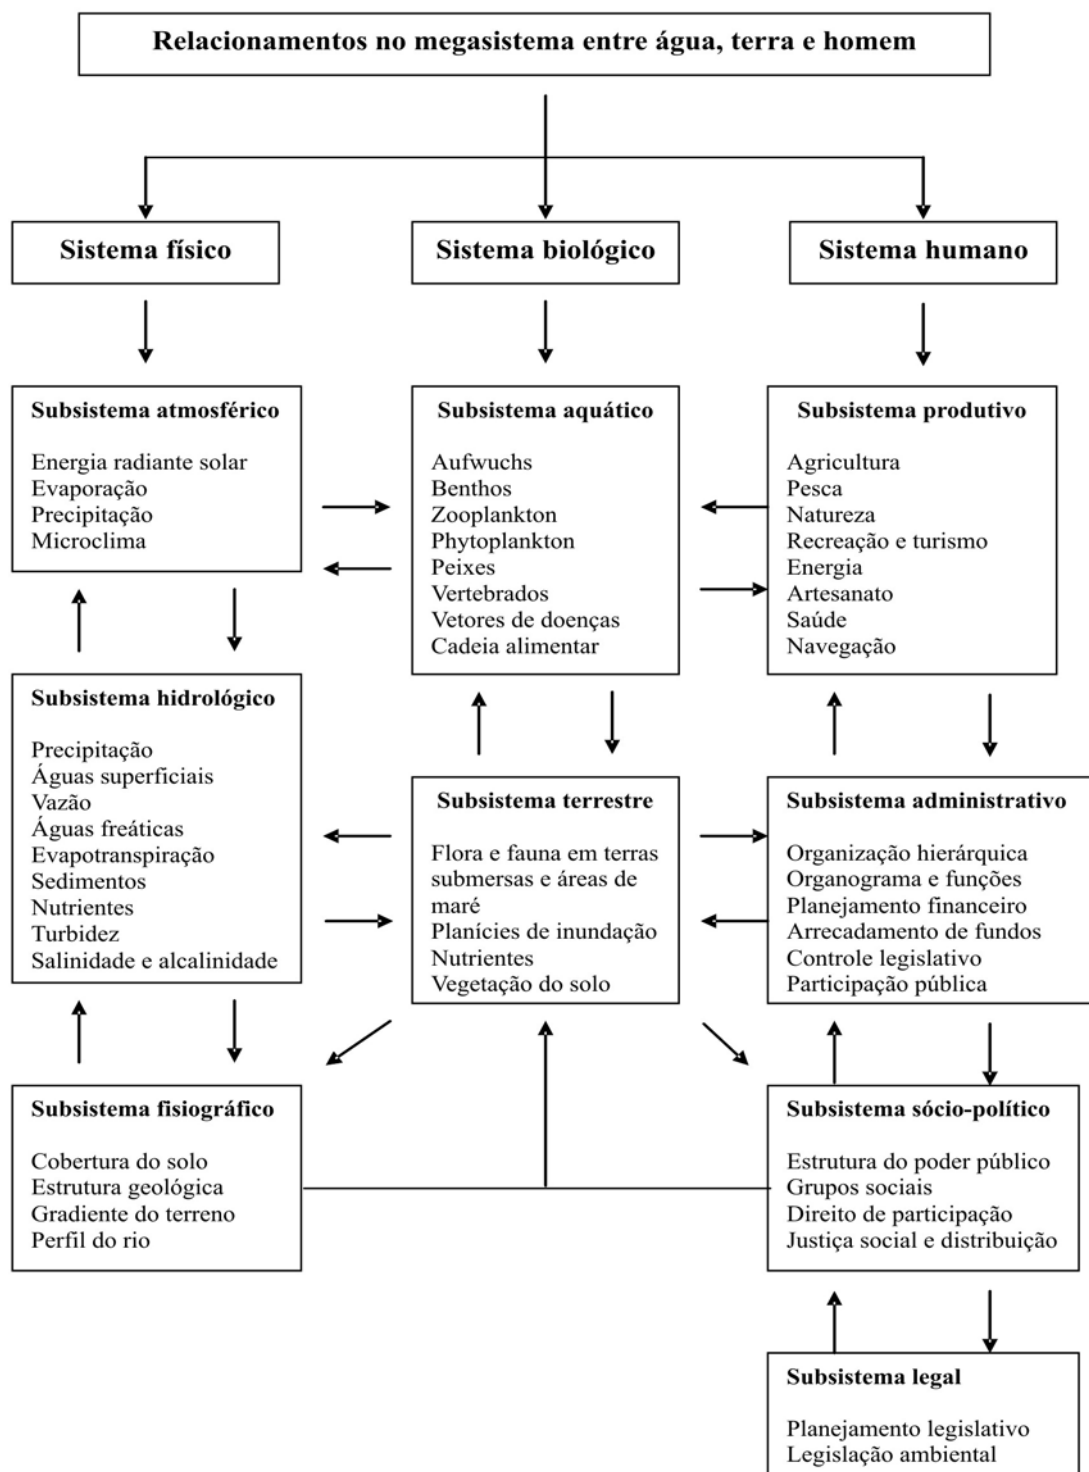 Relacionamentos no megasistema entre água, terra e homem
Sistema físico
Sistema biológico
Sistema humano
Subsistema atmosférico
Energia radiante solar
Evaporação
Precipitação
Microclima
Subsistema aquático
Aufwuchs
Benthos
Zooplankton
Phytoplankton
Peixes
Vertebrados
Vetores de doenças
Cadeia alimentar
Subsistema produtivo
Agricultura
Pesca
Natureza
Recreação e turismo
Energia
Artesanato
Saúde
Navegação
Subsistema hidrológico
Precipitação
Águas superficiais
Vazão
Águas freáticas
Evapotranspiração
Sedimentos
Nutrientes
Turbidez
Salinidade e alcalinidade
Subsistema terrestre
Flora e fauna em terras
submersas e áreas de
maré
Planícies de inundação
Nutrientes
Vegetação do solo
Subsistema administrativo
Organização hierárquica
Organograma e funções
Planejamento financeiro
Arrecadamento de fundos
Controle legislativo
Participação pública
Subsistema fisiográfico
Cobertura do solo
Estrutura geológica
Gradiente do terreno
Perfil do rio
Subsistema sócio-político
Estrutura do poder público
Grupos sociais
Direito de participação
Justiça social e distribuição
Subsistema legal
Planejamento legislativo
Legislação ambiental